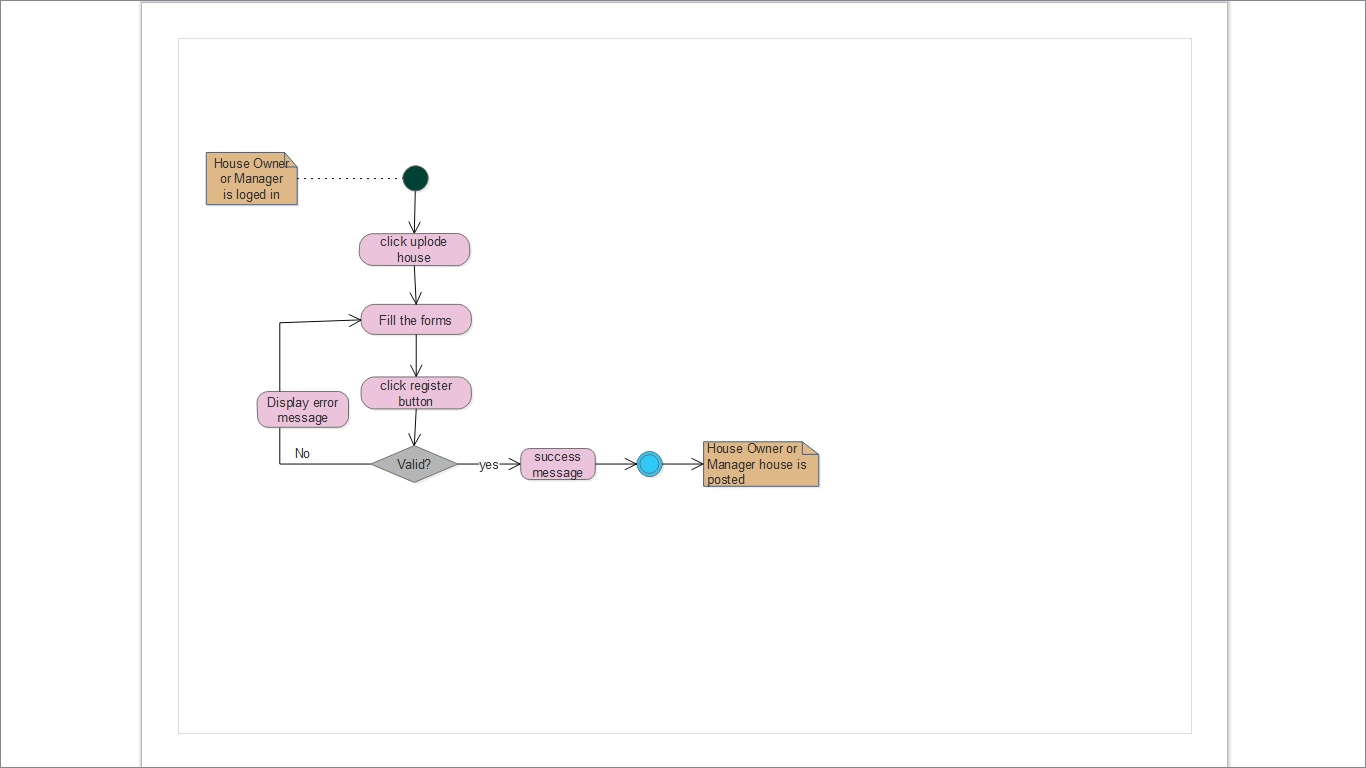 House Owner
or Manager
is loged in
click uplode
house
Fill the forms
click register
button
Display error
message
No
Valid?
yes
success
message
House Owner or
Manager house is
posted